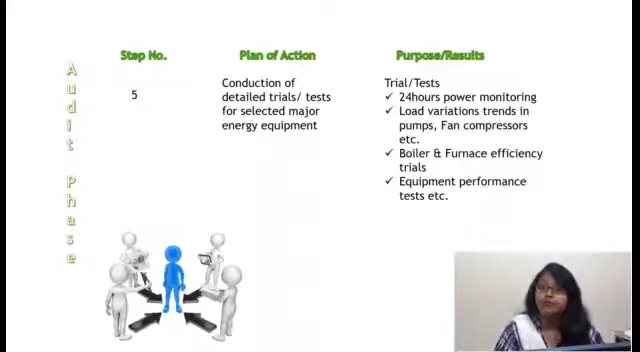 Step No.
Plan of Action
Purpose/Results
Audit Phase
5
Conduction of
detailed trials/ tests
for selected major
energy equipment
Trial/Tests
✓ 24hours power monitoring
✓ Load variations trends in
pumps, Fan compressors
etc.
✓ Boiler & Furnace efficiency
trials
✓ Equipment performance
tests etc.